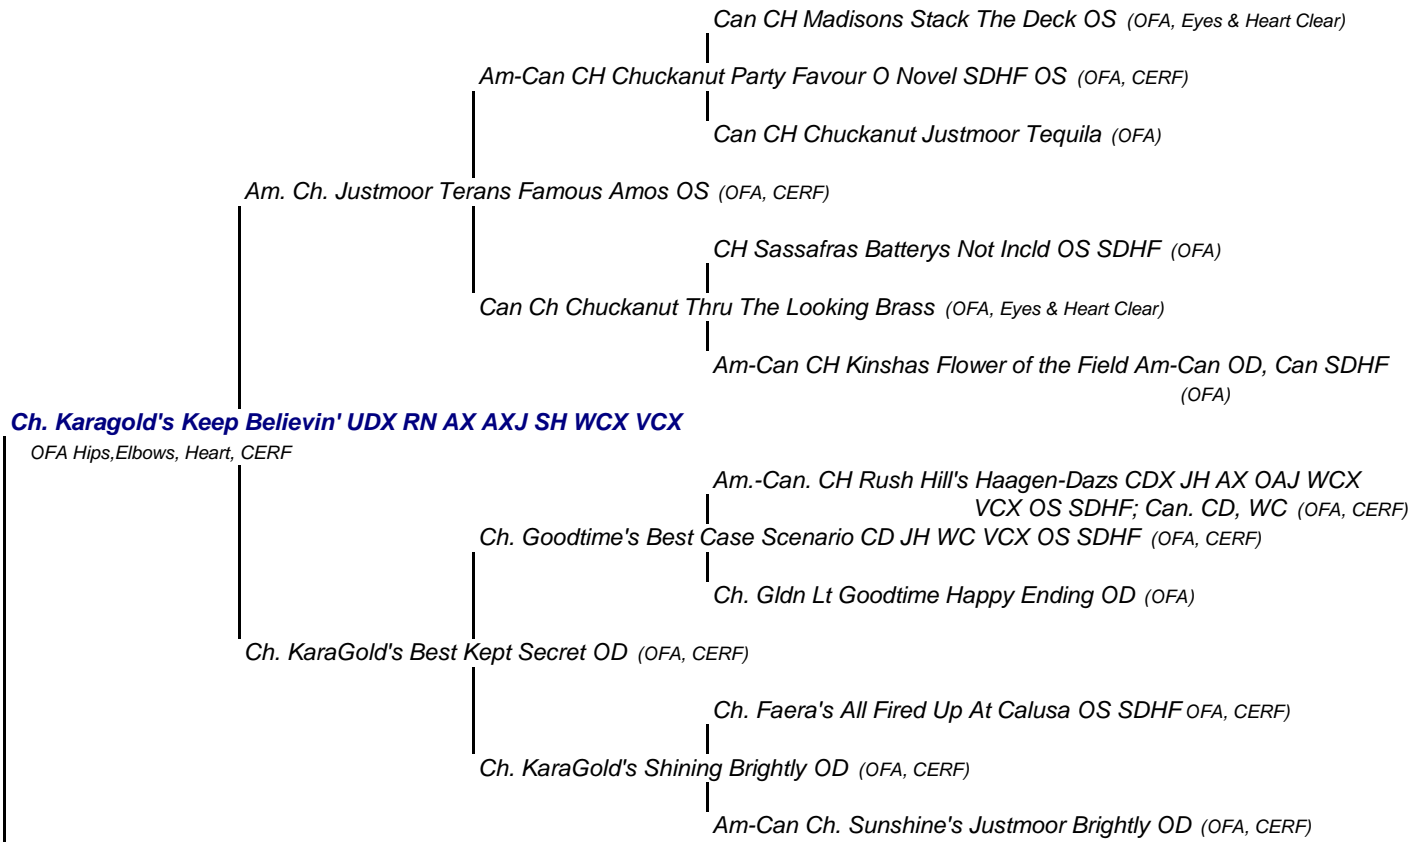 Can CH Madisons Stack The Deck OS (OFA, Eyes & Heart Clear)
Am-Can CH Chuckanut Party Favour O Novel SDHF OS (OFA, CERF)
Can CH Chuckanut Justmoor Tequila (OFA)
Am. Ch. Justmoor Terans Famous Amos OS (OFA, CERF)
CH Sassafras Batterys Not Incld OS SDHF (OFA)
Can Ch Chuckanut Thru The Looking Brass (OFA, Eyes & Heart Clear)
Am-Can CH Kinshas Flower of the Field Am-Can OD, Can SDHF
(OFA)
Ch. Karagold's Keep Believin' UDX RN AX AXJ SH WCX VCX
OFA Hips,Elbows, Heart, CERF
Am.-Can. CH Rush Hill's Haagen-Dazs CDX JH AX OAJ WCX
VCX OS SDHF; Can. CD, WC (OFA, CERF)
Ch. Goodtime's Best Case Scenario CD JH WC VCX OS SDHF (OFA, CERF)
Ch. Gldn Lt Goodtime Happy Ending OD (OFA)
Ch. KaraGold's Best Kept Secret OD (OFA, CERF)
Ch. Faera's All Fired Up At Calusa OS SDHF OFA, CERF)
Ch. KaraGold's Shining Brightly OD (OFA, CERF)
Am-Can Ch. Sunshine's Justmoor Brightly OD (OFA, CERF)